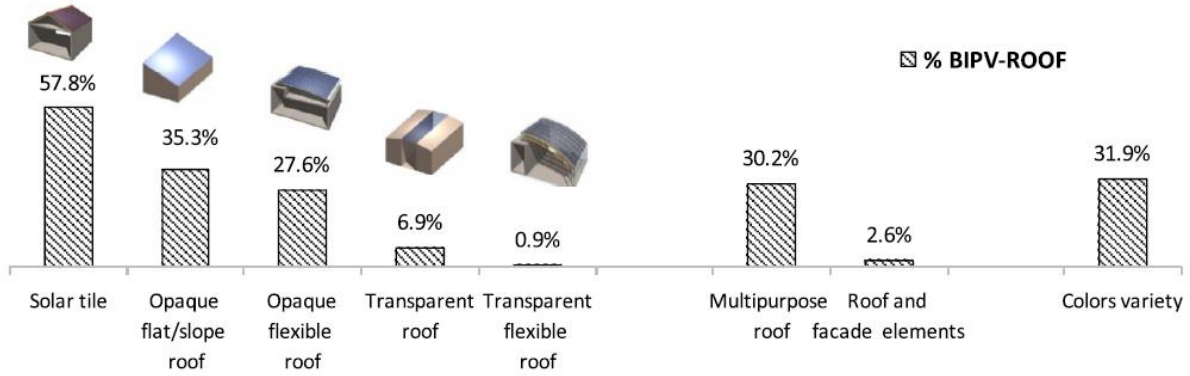 % BIPV-ROOF
57.8%
35.3%
27.6%
6.9%
0.9%
30.2%
2.6%
31.9%
Solar tile
Opaque
flat/slope
roof
Opaque
flexible
roof
Transparent
roof
Transparent
flexible
roof
Multipurpose
roof
Roof and
facade elements
Colors variety